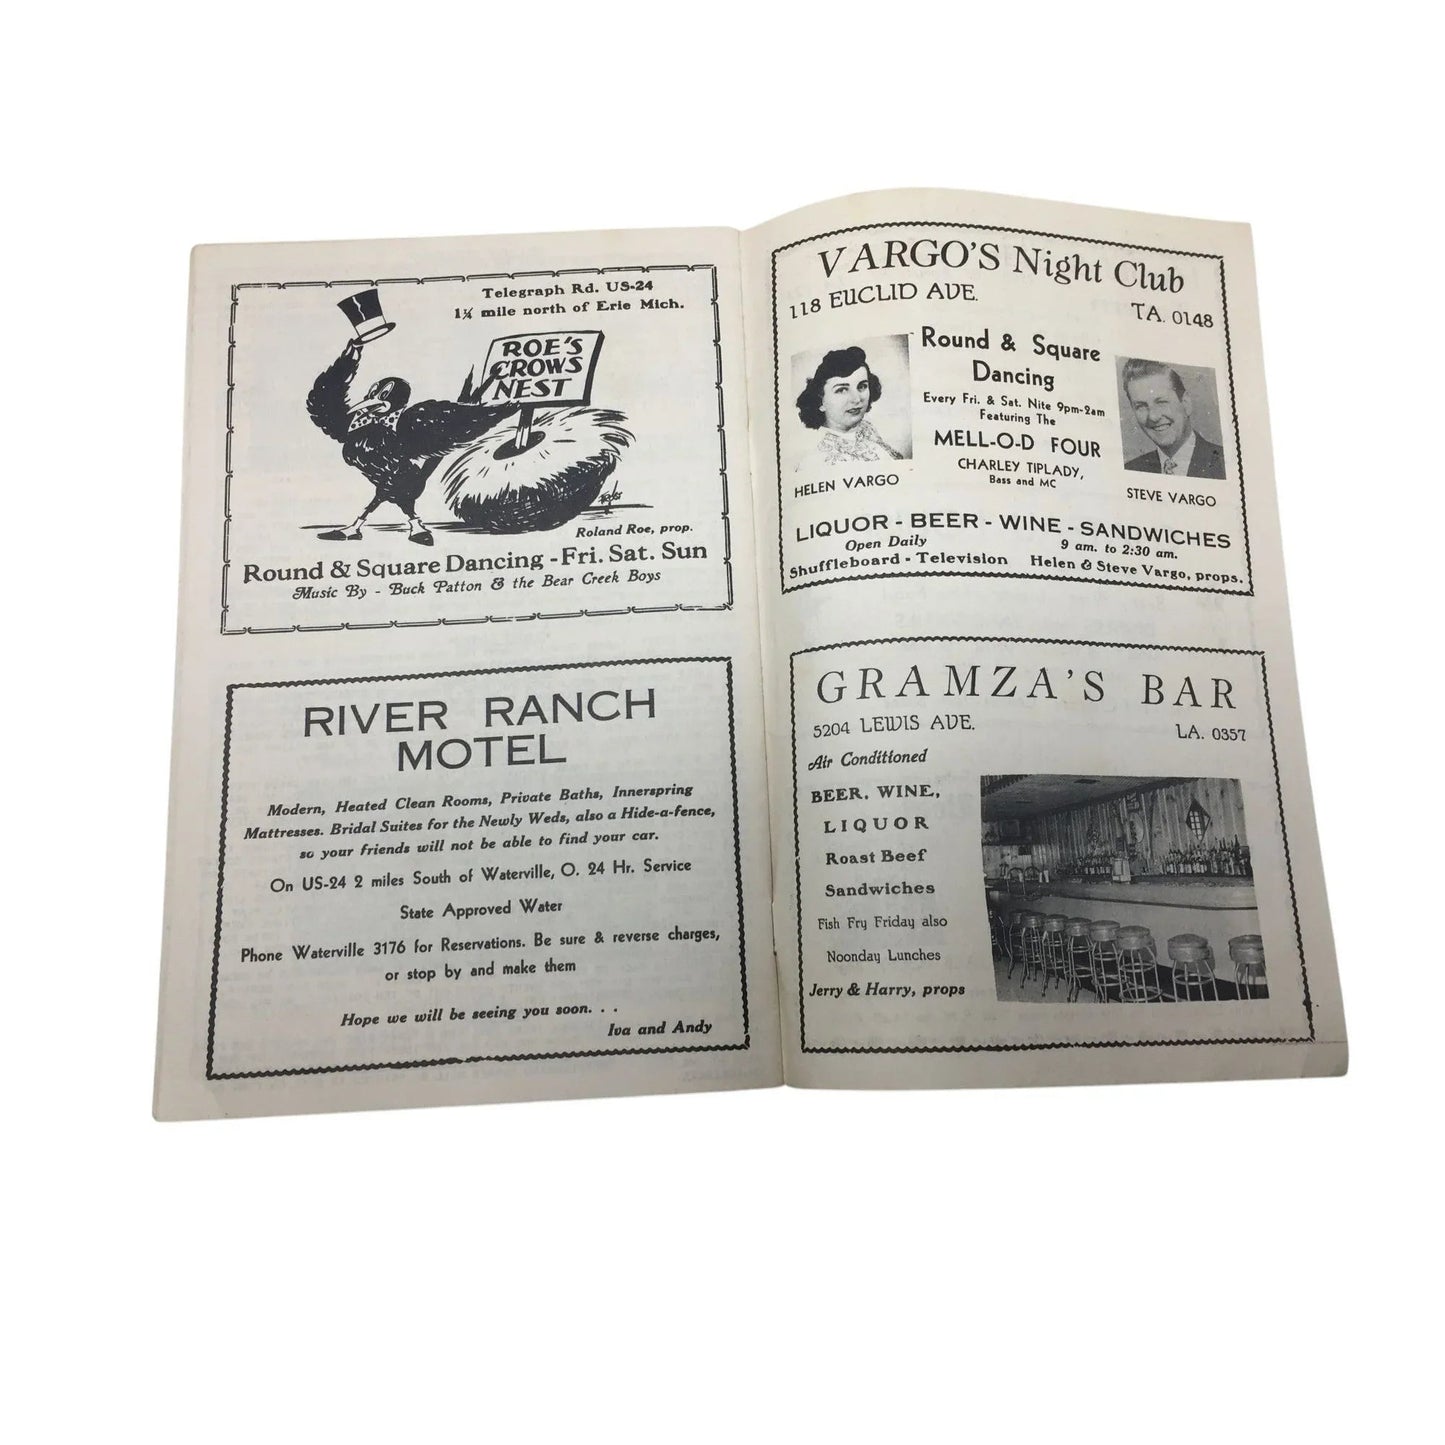 Telegraph Rd. US-24
1¼ mile north of Erie Mich.
ROE'S
CROWS
NEST
Roland Roe, prop.
Round & Square Dancing - Fri. Sat. Sun
Music By - Buck Patton & the Bear Creek Boys
RIVER RANCH
MOTEL
Modern, Heated Clean Rooms, Private Baths, Innerspring
Mattresses. Bridal Suites for the Newly Weds, also a Hide-a-fence,
so your friends will not be able to find your car.
On US-24 2 miles South of Waterville, O. 24 Hr. Service
State Approved Water
Phone Waterville 3176 for Reservations. Be sure & reverse charges,
or stop by and make them
Hope we will be seeing you soon. . .
Iva and Andy
VARGO'S Night Club
118 EUCLID AVE.
TA. 0148
Round & Square
Dancing
Every Fri. & Sat. Nite 9pm-2am
Featuring The
MELL-O-D FOUR
CHARLEY TIPLADY,
Bass and MC
HELEN VARGO
STEVE VARGO
LIQUOR - BEER - WINE - SANDWICHES
Open Daily 9 am. to 2:30 am.
Shuffleboard - Television Helen & Steve Vargo, props.
GRAMZA'S BAR
5204 LEWIS AVE.
LA. 0357
Air Conditioned
BEER, WINE,
LIQUOR
Roast Beef
Sandwiches
Fish Fry Friday also
Noonday Lunches
Jerry & Harry, props